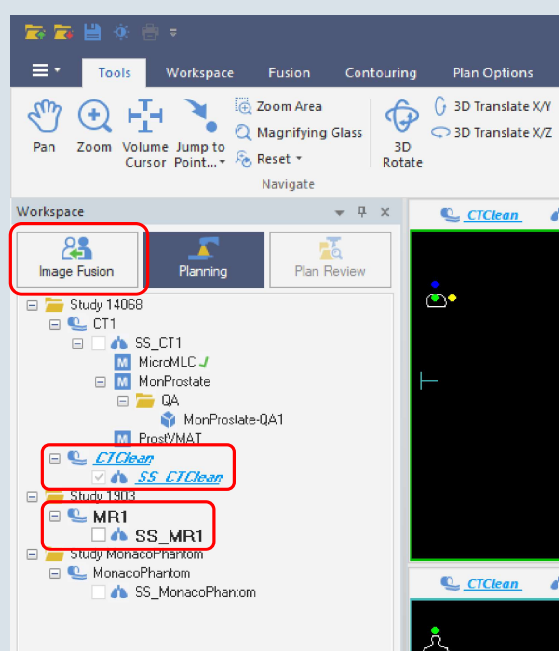 Tools Workspace Fusion Contouring Plan Options
Zoom Area 3D Translate X/Y
Magnifying Glass 3D Translate X/Z
Pan Zoom Volume Cursor Jump to Point... Reset 3D Rotate
Navigate
Workspace CTClean
Image Fusion Planning Plan Review
Study 14068
CT1
SS_CT1
M MicroMLC
M MonProstate
QA
MonProstate-QA1
M ProstVMAT
CTClean
SS_CTClean
Study 1903
MR1
SS_MR1
Study MonacoPhantom
MonacoPhantom CTClean
SS_MonacoPhantom